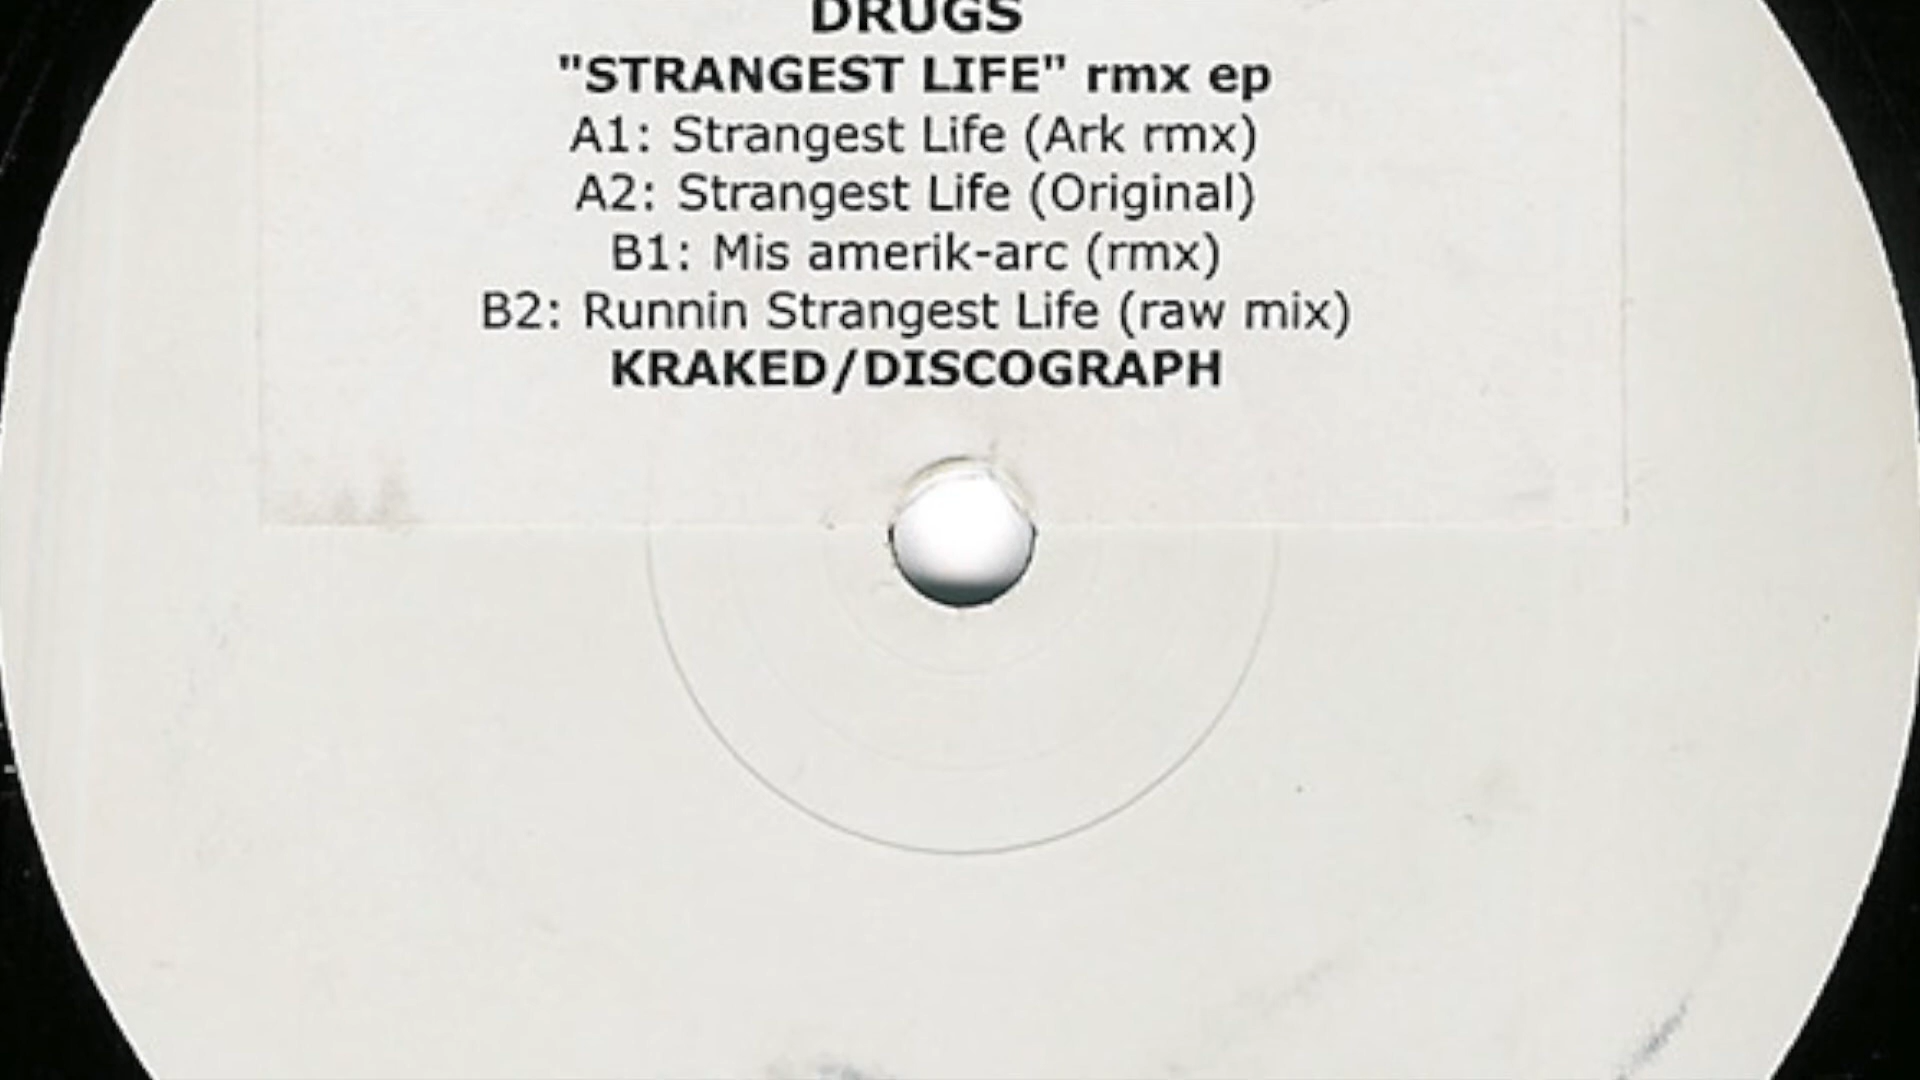 DRUGS
"STRANGEST LIFE" rmx ep
A1: Strangest Life (Ark rmx)
A2: Strangest Life (Original)
B1: Mis amerik-arc (rmx)
B2: Runnin Strangest Life (raw mix)
KRAKED/DISCOGRAPH